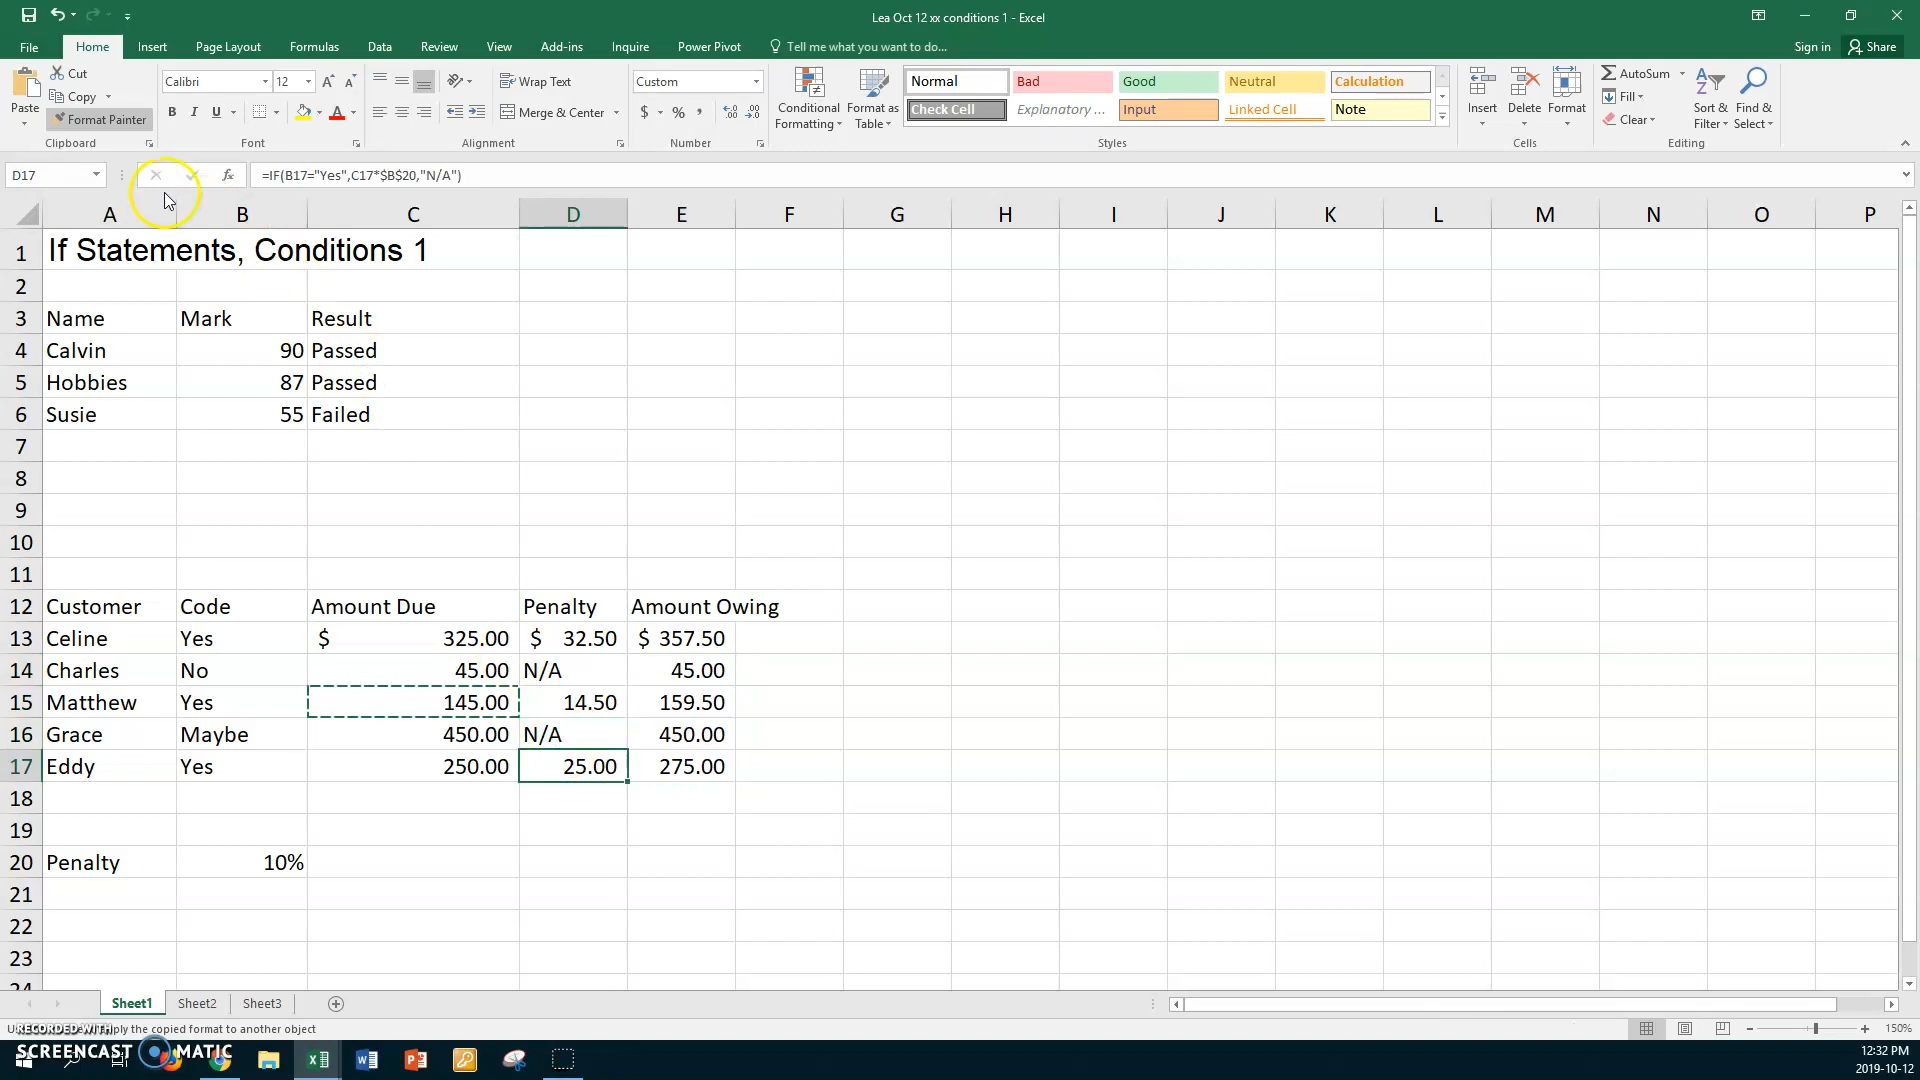 Lea Oct 12 xx conditions 1 - Excel
File Home Insert Page Layout Formulas Data Review View Add-ins Inquire Power Pivot Tell me what you want to do... Sign in Share
Paste Cut Copy Format Painter Clipboard
Calibri 12 B I U Font
Wrap Text Merge & Center Alignment
Custom $ % , Number
Conditional Formatting Format as Table
Normal Bad Good Neutral Calculation
Check Cell Explanatory ... Input Linked Cell Note
Styles
Insert Delete Format Cells
AutoSum Fill Clear Sort & Filter Find & Select Editing
D17 fx =IF(B17="Yes",C17*$B$20,"N/A")
A B C D E F G H I J K L M N O P
1 If Statements, Conditions 1
2
3 Name Mark Result
4 Calvin 90 Passed
5 Hobbies 87 Passed
6 Susie 55 Failed
7
8
9
10
11
12 Customer Code Amount Due Penalty Amount Owing
13 Celine Yes $ 325.00 $ 32.50 $ 357.50
14 Charles No 45.00 N/A 45.00
15 Matthew Yes 145.00 14.50 159.50
16 Grace Maybe 450.00 N/A 450.00
17 Eddy Yes 250.00 25.00 275.00
18
19
20 Penalty 10%
21
22
23
24
Sheet1 Sheet2 Sheet3
RECORDED WITH
ply the copied format to another object
150%
SCREENCAST MATIC
12:32 PM
2019-10-12